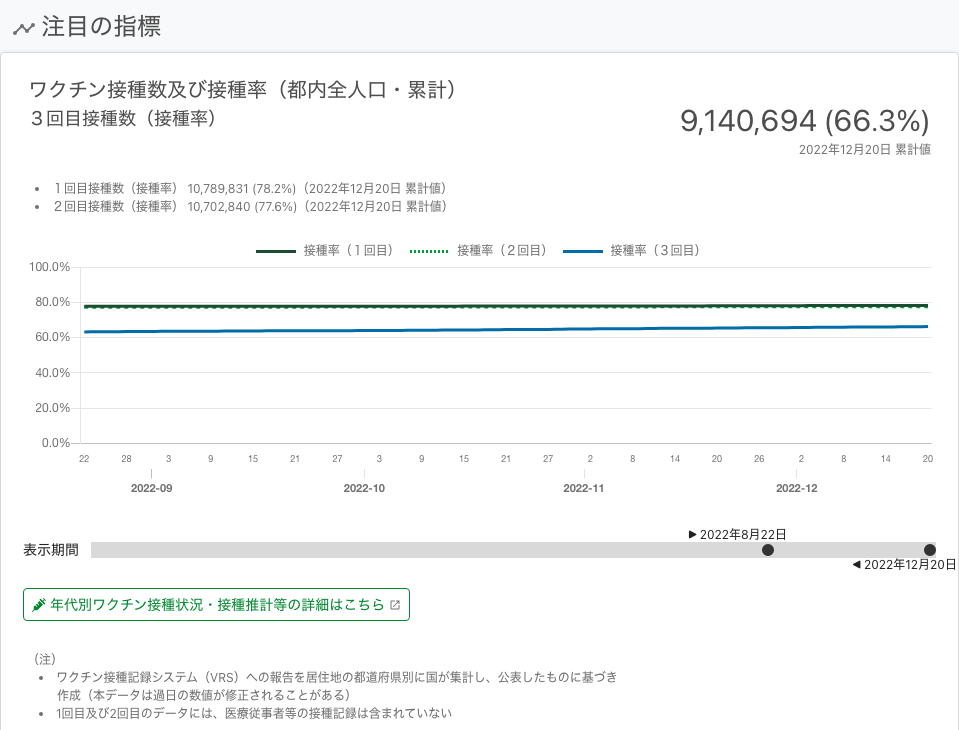 注目の指標
ワクチン接種数及び接種率（都内全人口・累計）
３回目接種数（接種率）
9,140,694 (66.3%)
2022年12月20日 累計値
１回目接種数（接種率） 10,789,831 (78.2%)（2022年12月20日 累計値）
２回目接種数（接種率） 10,702,840 (77.6%)（2022年12月20日 累計値）
接種率（１回目） 接種率（２回目） 接種率（３回目）
100.0%
80.0%
60.0%
40.0%
20.0%
0.0%
22 28 3 9 15 21 27 3 9 15 21 27 2 8 14 20 26 2 8 14 20
2022-09 2022-10 2022-11 2022-12
▶ 2022年8月22日
表示期間
◀ 2022年12月20日
年代別ワクチン接種状況・接種推計等の詳細はこちら
（注）
ワクチン接種記録システム（VRS）への報告を居住地の都道府県別に国が集計し、公表したものに基づき
作成（本データは過日の数値が修正されることがある）
1回目及び2回目のデータには、医療従事者等の接種記録は含まれていない